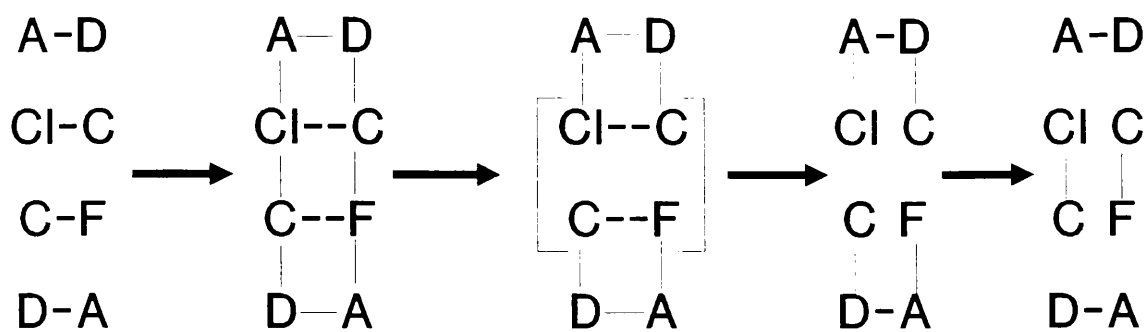 A-D A—D A--D A-D A-D
Cl-C Cl--C Cl--C Cl C Cl C
C-F C--F C--F C F C F
D-A D—A D--A D-A D-A